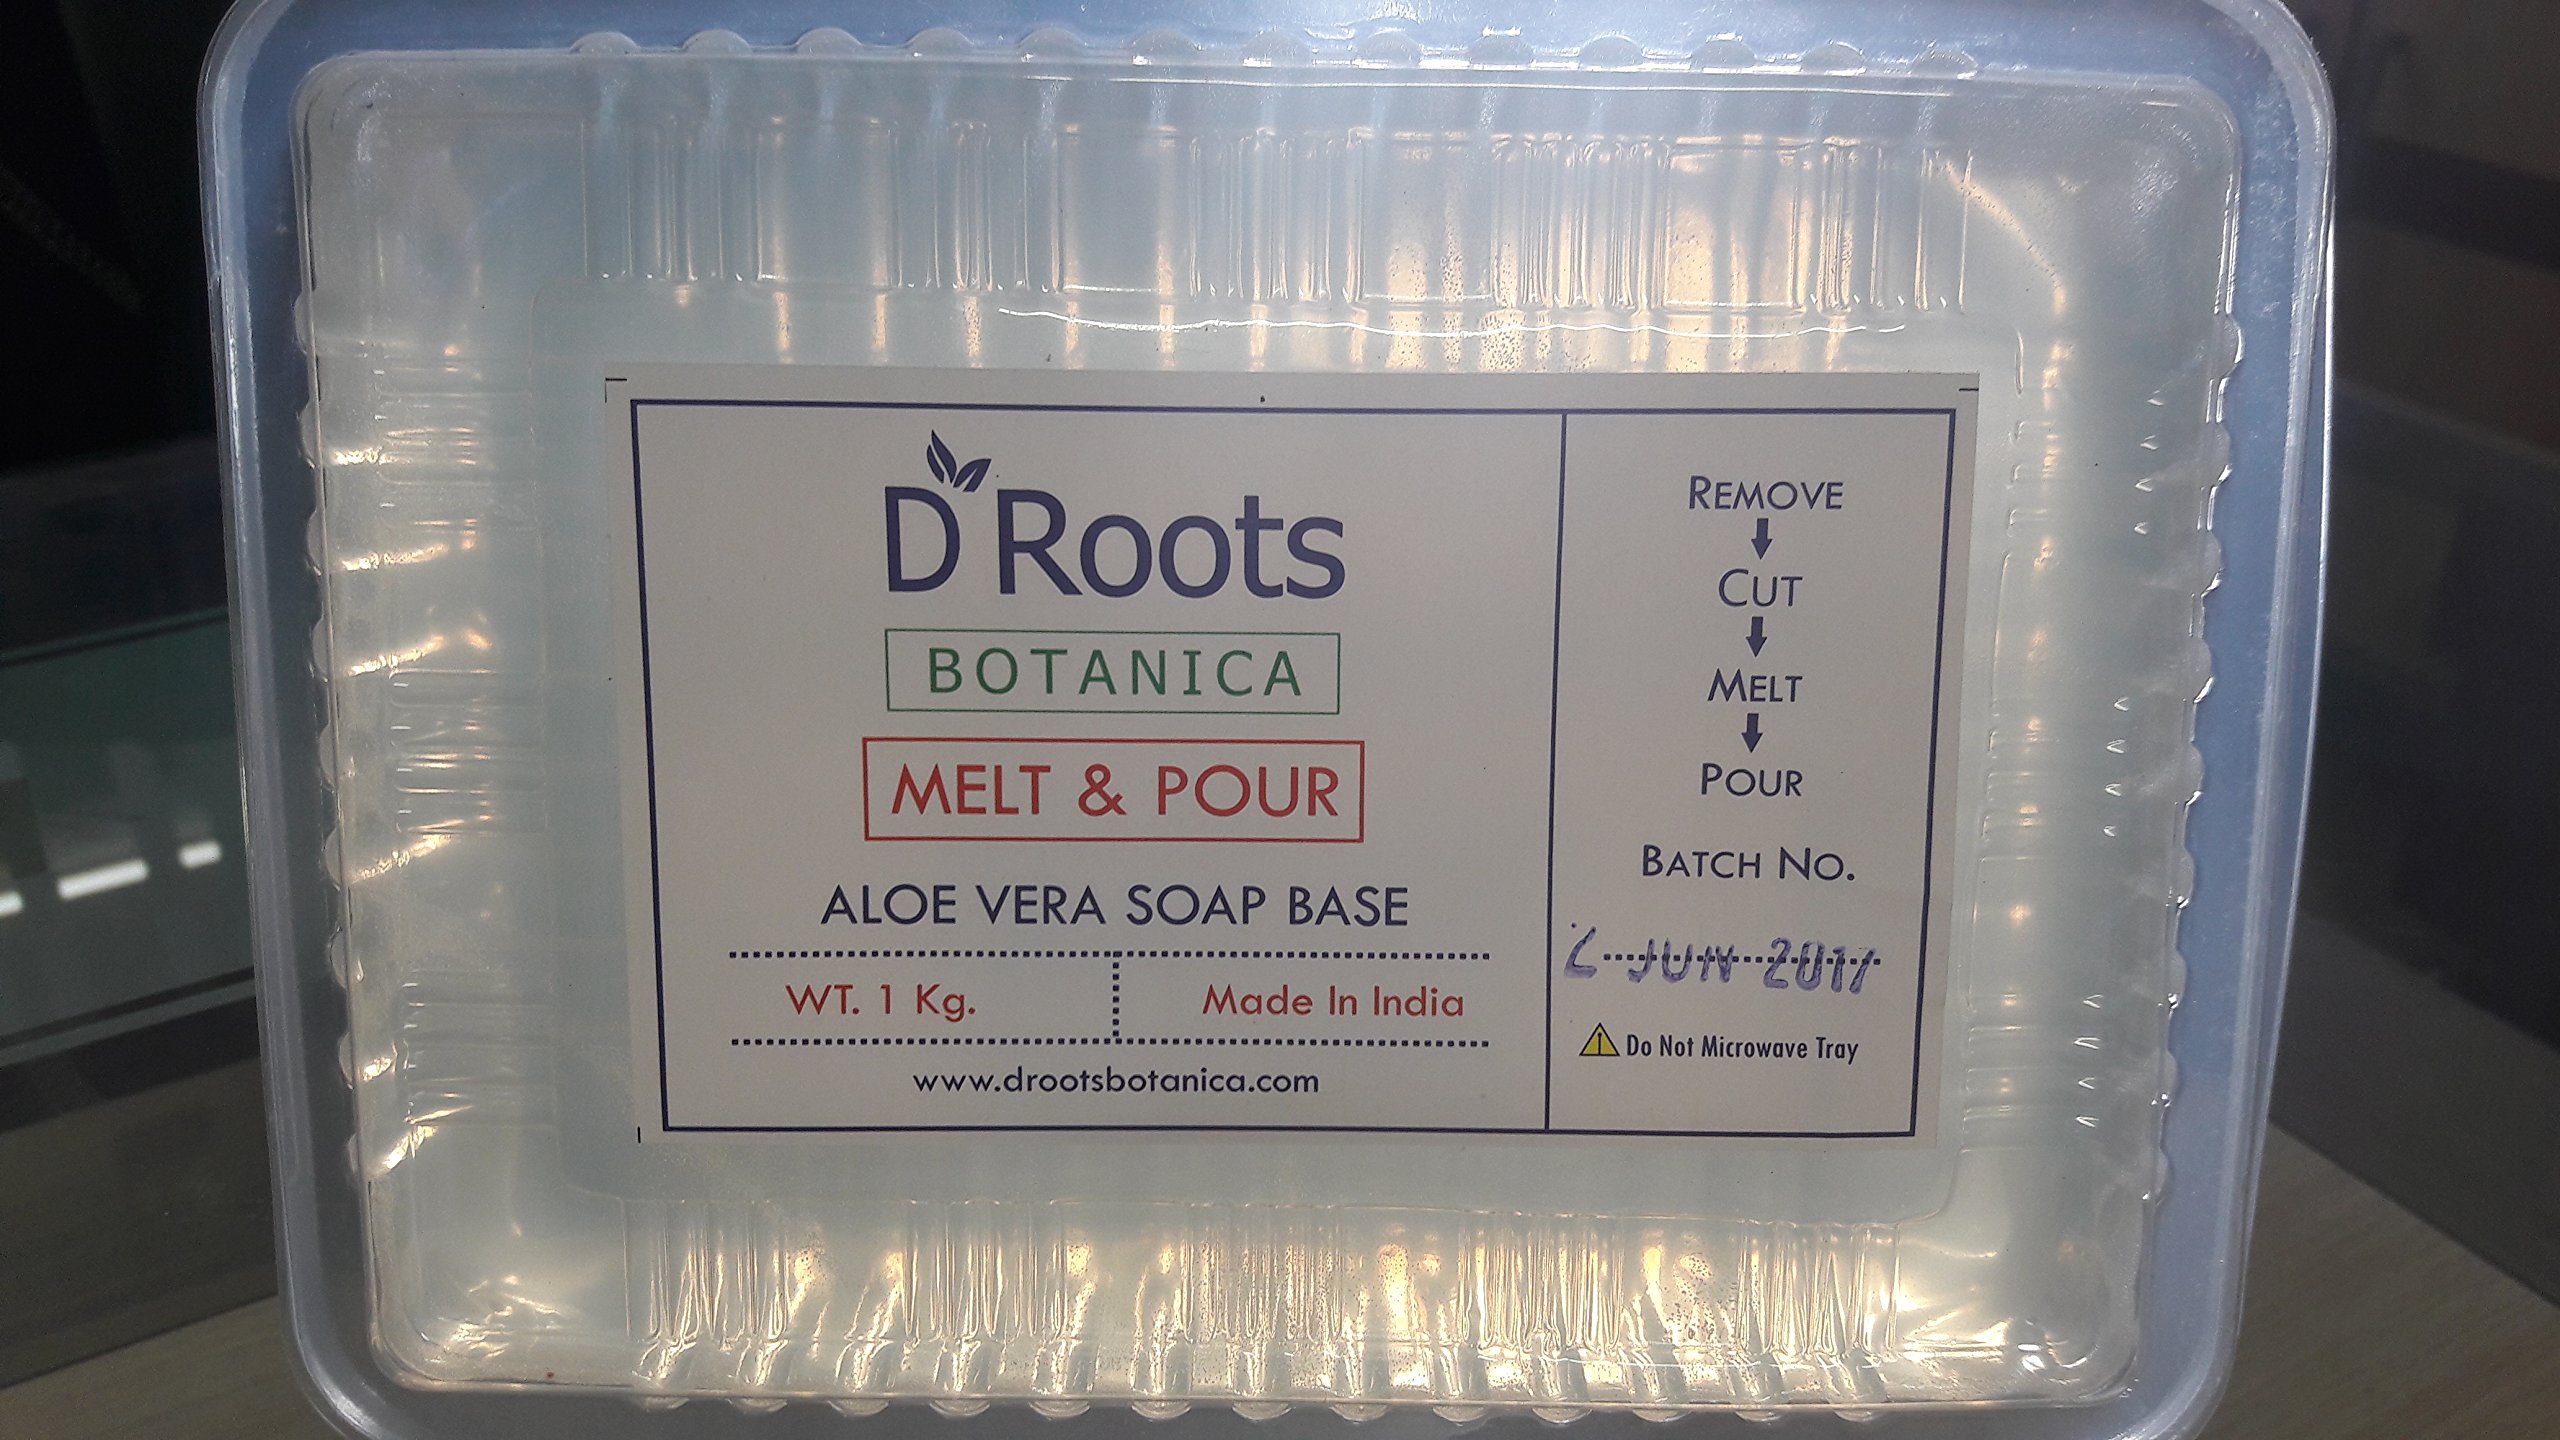 D'Roots
BOTANICA
MELT & POUR
ALOE VERA SOAP BASE
WT. 1 Kg.
Made In India
www.drootsbotanica.com
REMOVE
CUT
MELT
POUR
BATCH NO.
2 JUN 2017
Do Not Microwave Tray